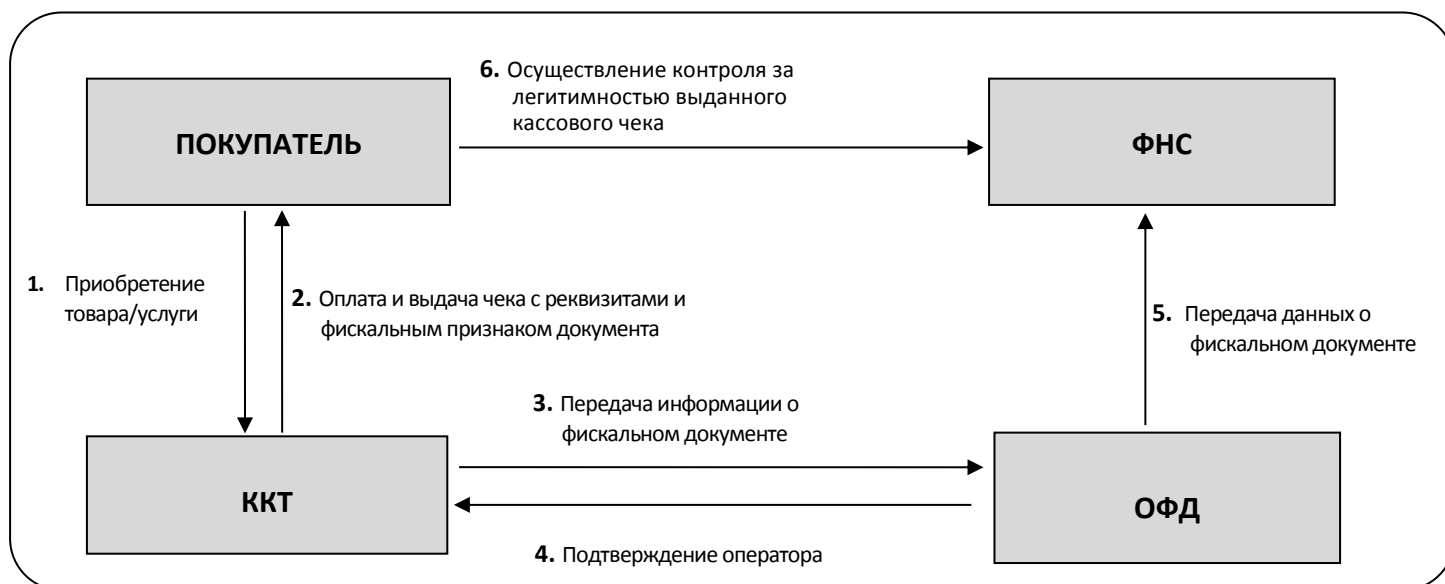 6. Осуществление контроля за
легитимностью выданного
кассового чека
ПОКУПАТЕЛЬ
ФНС
1. Приобретение
товара/услуги
2. Оплата и выдача чека с реквизитами и
фискальным признаком документа
5. Передача данных о
фискальном документе
3. Передача информации о
фискальном документе
ККТ
ОФД
4. Подтверждение оператора